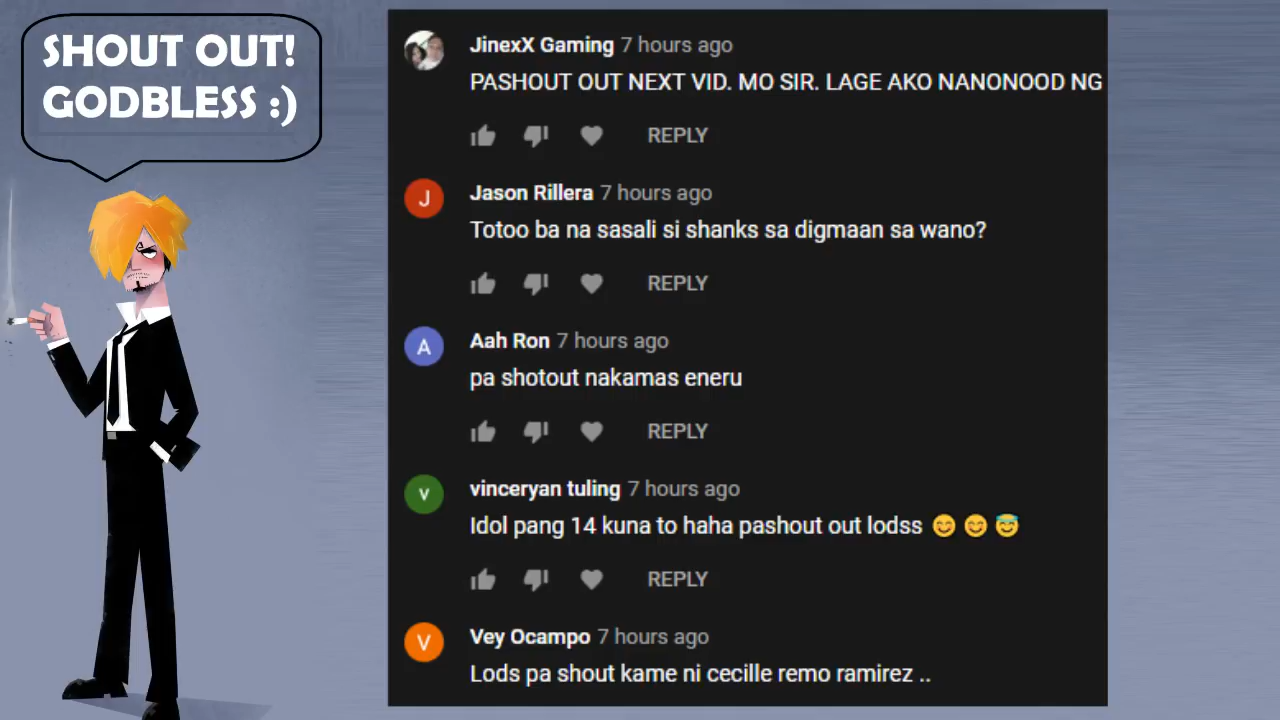 SHOUT OUT!
GODBLESS :)
JinexX Gaming 7 hours ago
PASHOUT OUT NEXT VID. MO SIR. LAGE AKO NANONOOD NG
REPLY
J
Jason Rillera 7 hours ago
Totoo ba na sasali si shanks sa digmaan sa wano?
REPLY
A
Aah Ron 7 hours ago
pa shotout nakamas eneru
REPLY
v
vinceryan tuling 7 hours ago
Idol pang 14 kuna to haha pashout out lodss 😊 😊 😇
REPLY
V
Vey Ocampo 7 hours ago
Lods pa shout kame ni cecille remo ramirez ..